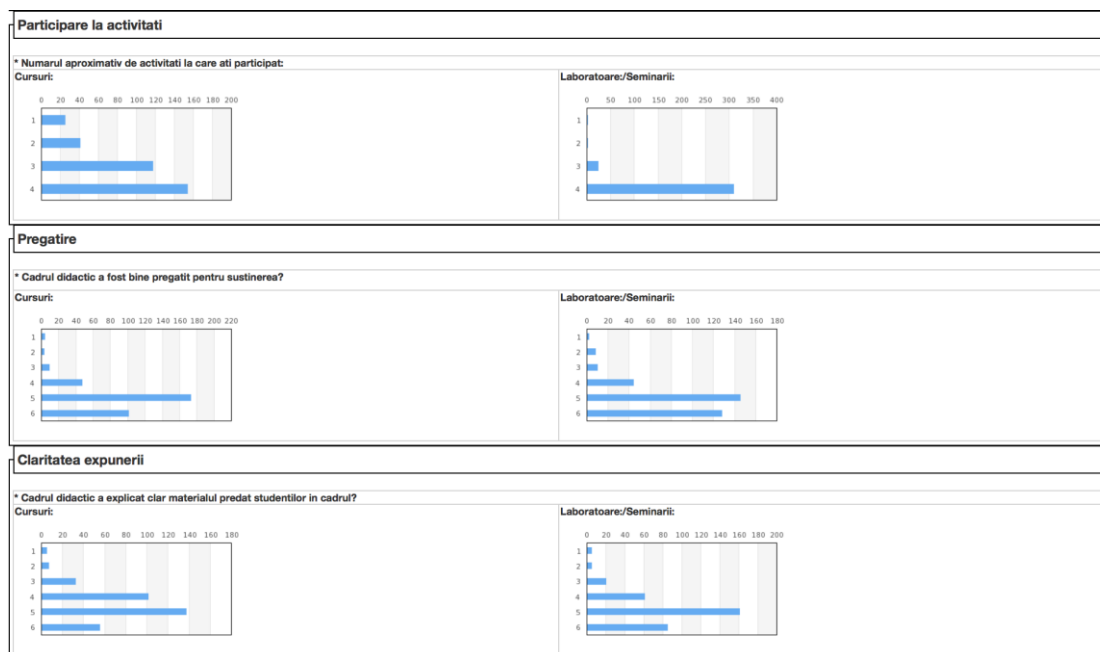 Participare la activitati
* Numarul aproximativ de activitati la care ati participat:
Cursuri:
0 20 40 60 80 100 120 140 160 180 200
1
2
3
4
Laboratoare:/Seminarii:
0 50 100 150 200 250 300 350 400
1
2
3
4
Pregatire
* Cadrul didactic a fost bine pregatit pentru sustinerea?
Cursuri:
0 20 40 60 80 100 120 140 160 180 200 220
1
2
3
4
5
6
Laboratoare:/Seminarii:
0 20 40 60 80 100 120 140 160 180
1
2
3
4
5
6
Claritatea expunerii
* Cadrul didactic a explicat clar materialul predat studentilor in cadrul?
Cursuri:
0 20 40 60 80 100 120 140 160 180
1
2
3
4
5
6
Laboratoare:/Seminarii:
0 20 40 60 80 100 120 140 160 180 200
1
2
3
4
5
6